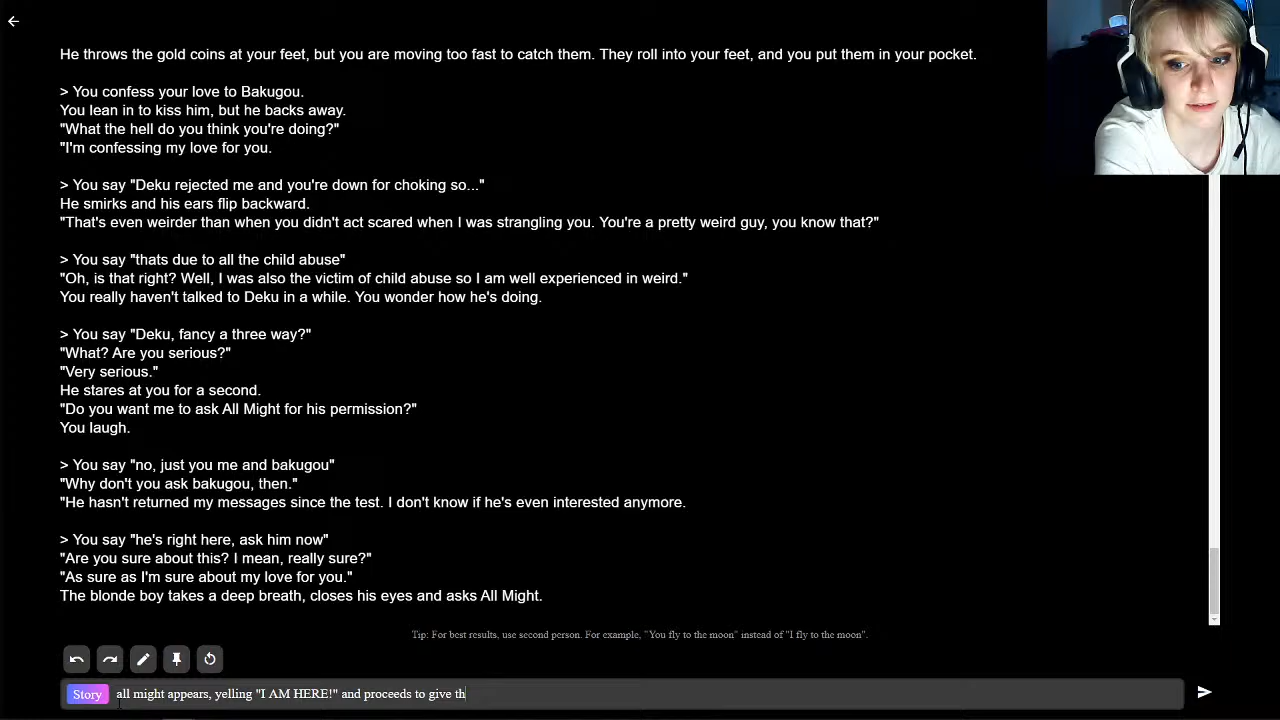 He throws the gold coins at your feet, but you are moving too fast to catch them. They roll into your feet, and you put them in your pocket.
> You confess your love to Bakugou.
You lean in to kiss him, but he backs away.
"What the hell do you think you're doing?"
"I'm confessing my love for you.
> You say "Deku rejected me and you're down for choking so..."
He smirks and his ears flip backward.
"That's even weirder than when you didn't act scared when I was strangling you. You're a pretty weird guy, you know that?"
> You say "thats due to all the child abuse"
"Oh, is that right? Well, I was also the victim of child abuse so I am well experienced in weird."
You really haven't talked to Deku in a while. You wonder how he's doing.
> You say "Deku, fancy a three way?"
"What? Are you serious?"
"Very serious."
He stares at you for a second.
"Do you want me to ask All Might for his permission?"
You laugh.
> You say "no, just you me and bakugou"
"Why don't you ask bakugou, then."
"He hasn't returned my messages since the test. I don't know if he's even interested anymore.
> You say "he's right here, ask him now"
"Are you sure about this? I mean, really sure?"
"As sure as I'm sure about my love for you."
The blonde boy takes a deep breath, closes his eyes and asks All Might.
Tip: For best results, use second person. For example, "You fly to the moon" instead of "I fly to the moon".
Story all might appears, yelling "I AM HERE!" and proceeds to give th